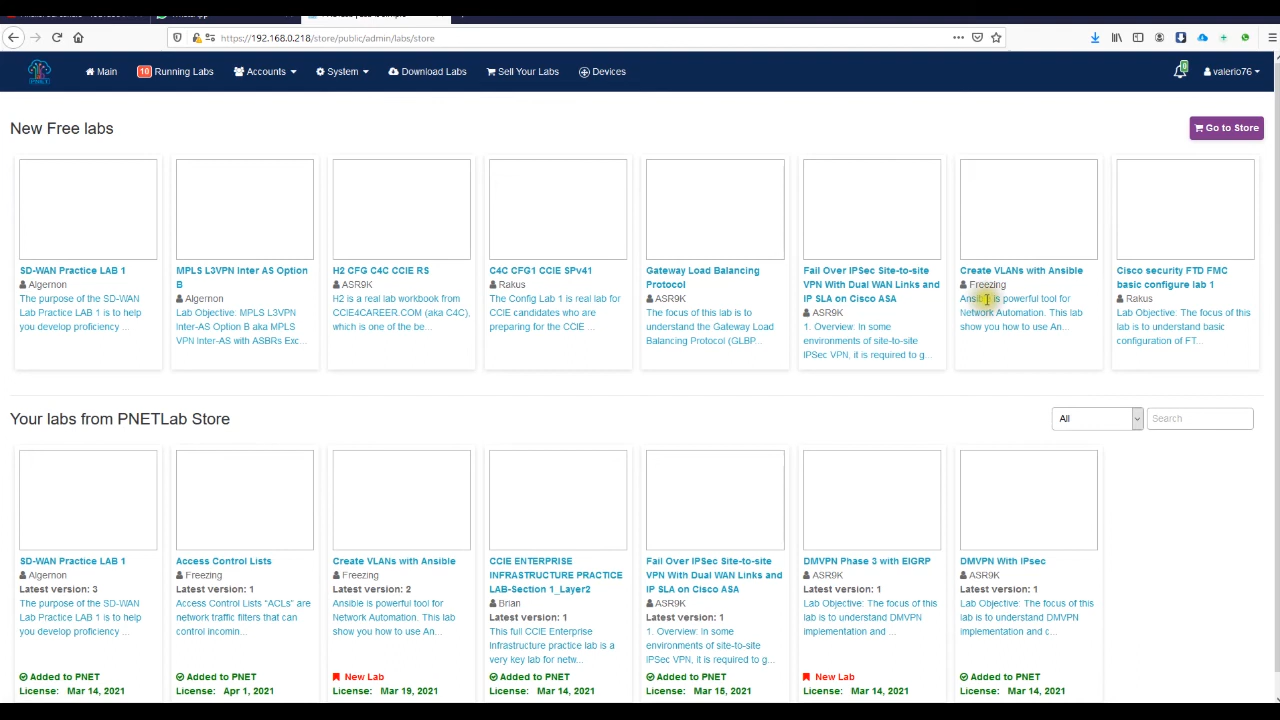 https://192.168.0.218/store/public/admin/labs/store
Main
10 Running Labs
Accounts
System
Download Labs
Sell Your Labs
Devices
0
valerio76
New Free labs
Go to Store
SD-WAN Practice LAB 1
Algernon
The purpose of the SD-WAN
Lab Practice LAB 1 is to help
you develop proficiency ...
MPLS L3VPN Inter AS Option
B
Algernon
Lab Objective: MPLS L3VPN
Inter-AS Option B aka MPLS
VPN Inter-AS with ASBRs Exc...
H2 CFG C4C CCIE RS
ASR9K
H2 is a real lab workbook from
CCIE4CAREER.COM (aka C4C),
which is one of the be...
C4C CFG1 CCIE SPv41
Rakus
The Config Lab 1 is real lab for
CCIE candidates who are
preparing for the CCIE ...
Gateway Load Balancing
Protocol
ASR9K
The focus of this lab is to
understand the Gateway Load
Balancing Protocol (GLBP...
Fail Over IPSec Site-to-site
VPN With Dual WAN Links and
IP SLA on Cisco ASA
ASR9K
1. Overview: In some
environments of site-to-site
IPSec VPN, it is required to g...
Create VLANs with Ansible
Freezing
Ansible is powerful tool for
Network Automation. This lab
show you how to use An...
Cisco security FTD FMC
basic configure lab 1
Rakus
Lab Objective: The focus of this
lab is to understand basic
configuration of FT...
Your labs from PNETLab Store
All
Search
SD-WAN Practice LAB 1
Algernon
Latest version: 3
The purpose of the SD-WAN
Lab Practice LAB 1 is to help
you develop proficiency ...
Added to PNET
License: Mar 14, 2021
Access Control Lists
Freezing
Latest version: 1
Access Control Lists "ACLs" are
network traffic filters that can
control incomin...
Added to PNET
License: Apr 1, 2021
Create VLANs with Ansible
Freezing
Latest version: 2
Ansible is powerful tool for
Network Automation. This lab
show you how to use An...
New Lab
License: Mar 19, 2021
CCIE ENTERPRISE
INFRASTRUCTURE PRACTICE
LAB-Section 1_Layer2
Brian
Latest version: 1
This full CCIE Enterprise
Infrastructure practice lab is a
very key lab for netw...
Added to PNET
License: Mar 14, 2021
Fail Over IPSec Site-to-site
VPN With Dual WAN Links and
IP SLA on Cisco ASA
ASR9K
Latest version: 1
1. Overview: In some
environments of site-to-site
IPSec VPN, it is required to g...
Added to PNET
License: Mar 15, 2021
DMVPN Phase 3 with EIGRP
ASR9K
Latest version: 1
Lab Objective: The focus of this
lab is to understand DMVPN
implementation and ...
New Lab
License: Mar 14, 2021
DMVPN With IPsec
ASR9K
Latest version: 1
Lab Objective: The focus of this
lab is to understand DMVPN
implementation and c...
Added to PNET
License: Mar 14, 2021